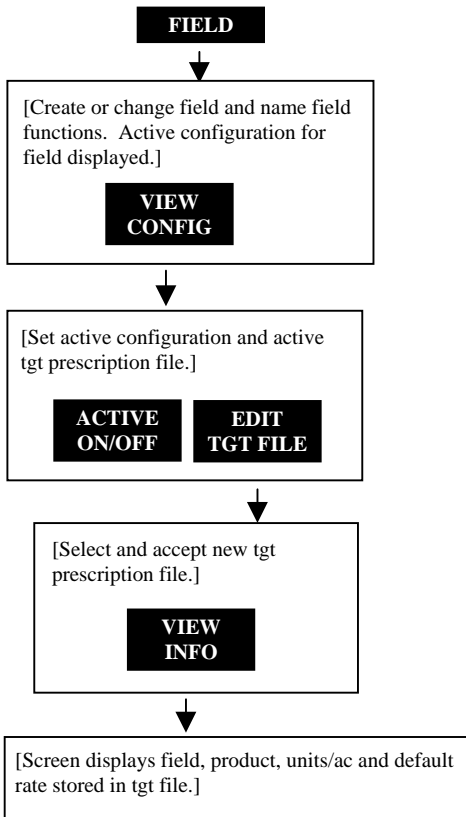 FIELD
[Create or change field and name field
functions.  Active configuration for
field displayed.]
VIEW
CONFIG
[Set active configuration and active
tgt prescription file.]
ACTIVE
ON/OFF
EDIT
TGT FILE
[Select and accept new tgt
prescription file.]
VIEW
INFO
[Screen displays field, product, units/ac and default
rate stored in tgt file.]